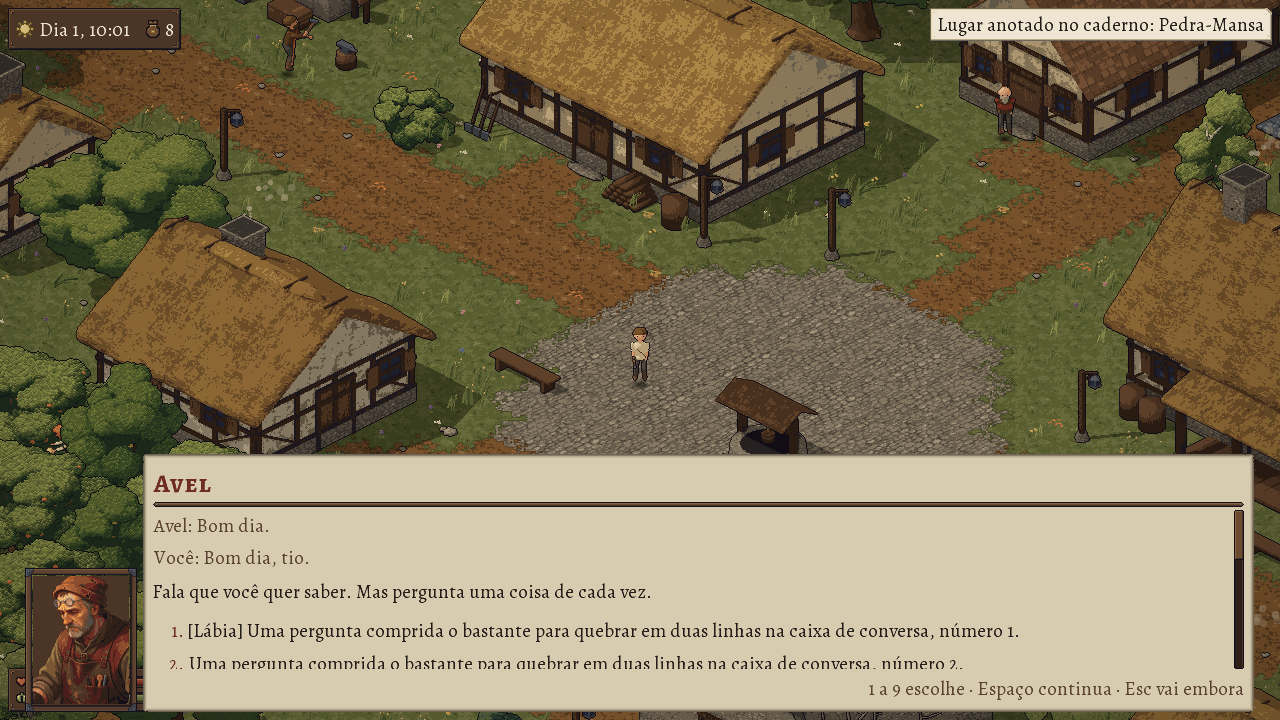 Dia 1, 10:01 8
Lugar anotado no caderno: Pedra-Mansa
Avel
Avel: Bom dia.
Você: Bom dia, tio.
Fala que você quer saber. Mas pergunta uma coisa de cada vez.
1. [Lábia] Uma pergunta comprida o bastante para quebrar em duas linhas na caixa de conversa, número 1.
2. Uma pergunta comprida o bastante para quebrar em duas linhas na caixa de conversa, número 2.
1 a 9 escolhe · Espaço continua · Esc vai embora